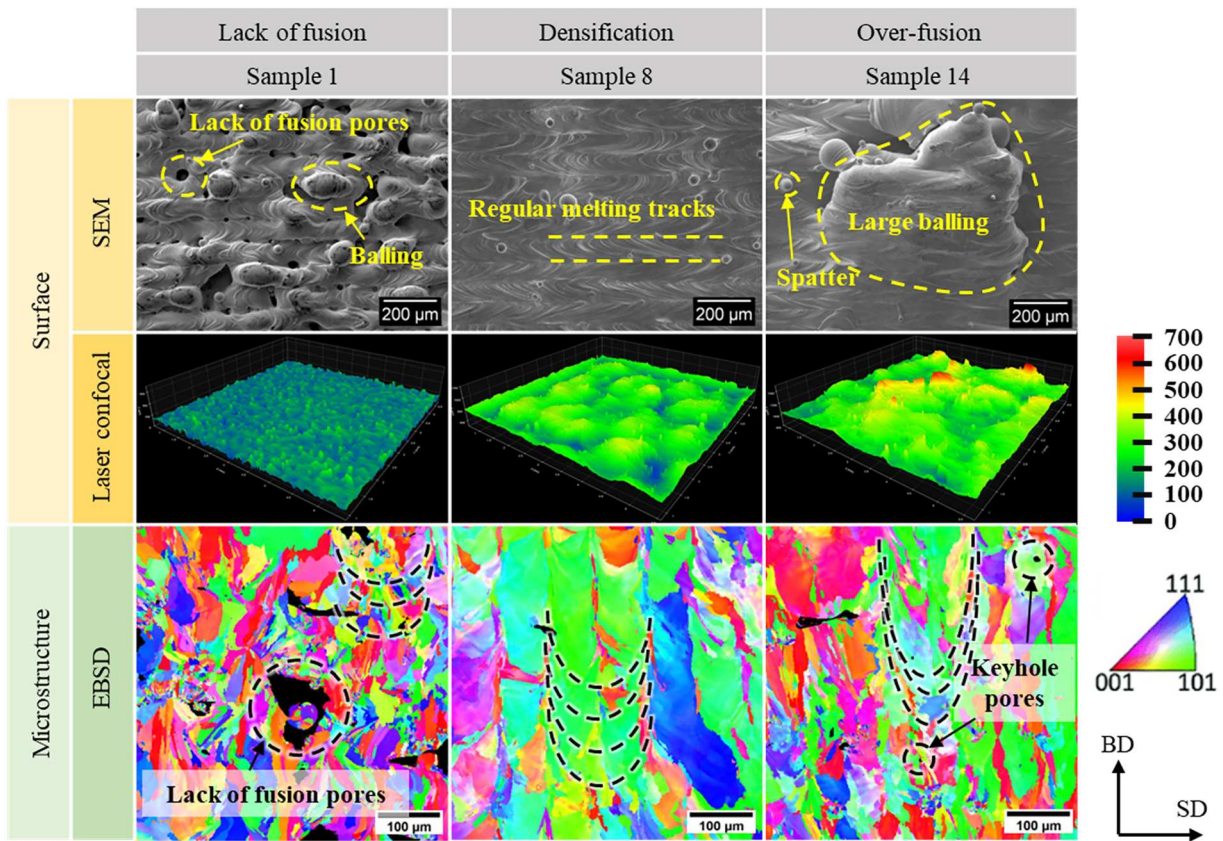 Lack of fusion
Densification
Over-fusion
Sample 1
Sample 8
Sample 14
Surface
SEM
Lack of fusion pores
Balling
200 µm
Regular melting tracks
200 µm
Large balling
Spatter
200 µm
Laser confocal
700
600
500
400
300
200
100
0
Microstructure
EBSD
Lack of fusion pores
100 µm
100 µm
Keyhole
pores
100 µm
111
001
101
BD
SD